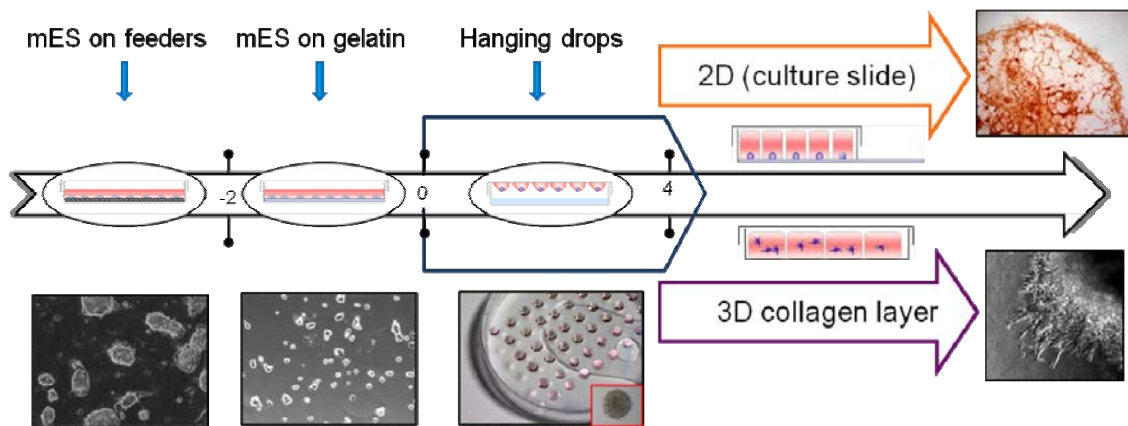 mES on feeders
mES on gelatin
Hanging drops
2D (culture slide)
-2
0
4
3D collagen layer